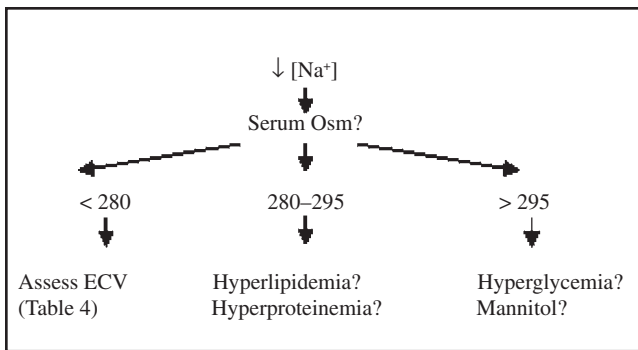 ↓ [Na⁺]
Serum Osm?
< 280
280–295
> 295
Assess ECV
(Table 4)
Hyperlipidemia?
Hyperproteinemia?
Hyperglycemia?
Mannitol?